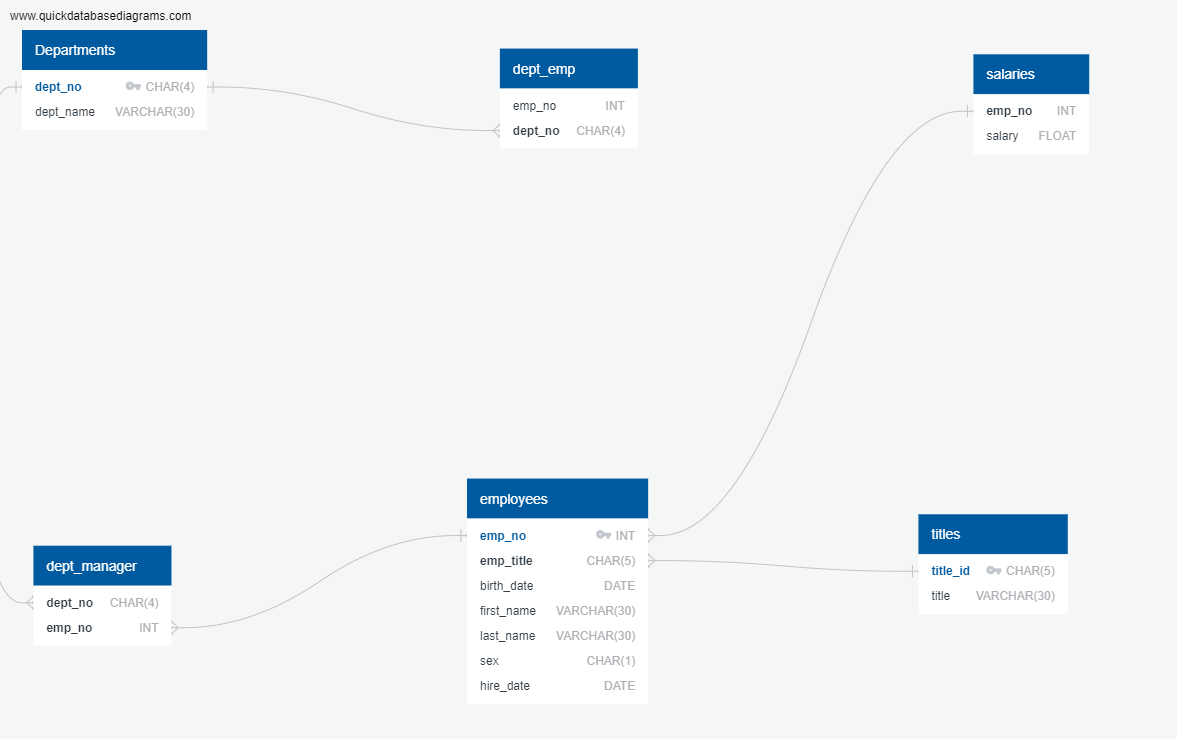 www.quickdatabasediagrams.com
Departments
dept_no CHAR(4)
dept_name VARCHAR(30)
dept_emp
emp_no INT
dept_no CHAR(4)
salaries
emp_no INT
salary FLOAT
employees
emp_no INT
emp_title CHAR(5)
birth_date DATE
first_name VARCHAR(30)
last_name VARCHAR(30)
sex CHAR(1)
hire_date DATE
titles
title_id CHAR(5)
title VARCHAR(30)
dept_manager
dept_no CHAR(4)
emp_no INT